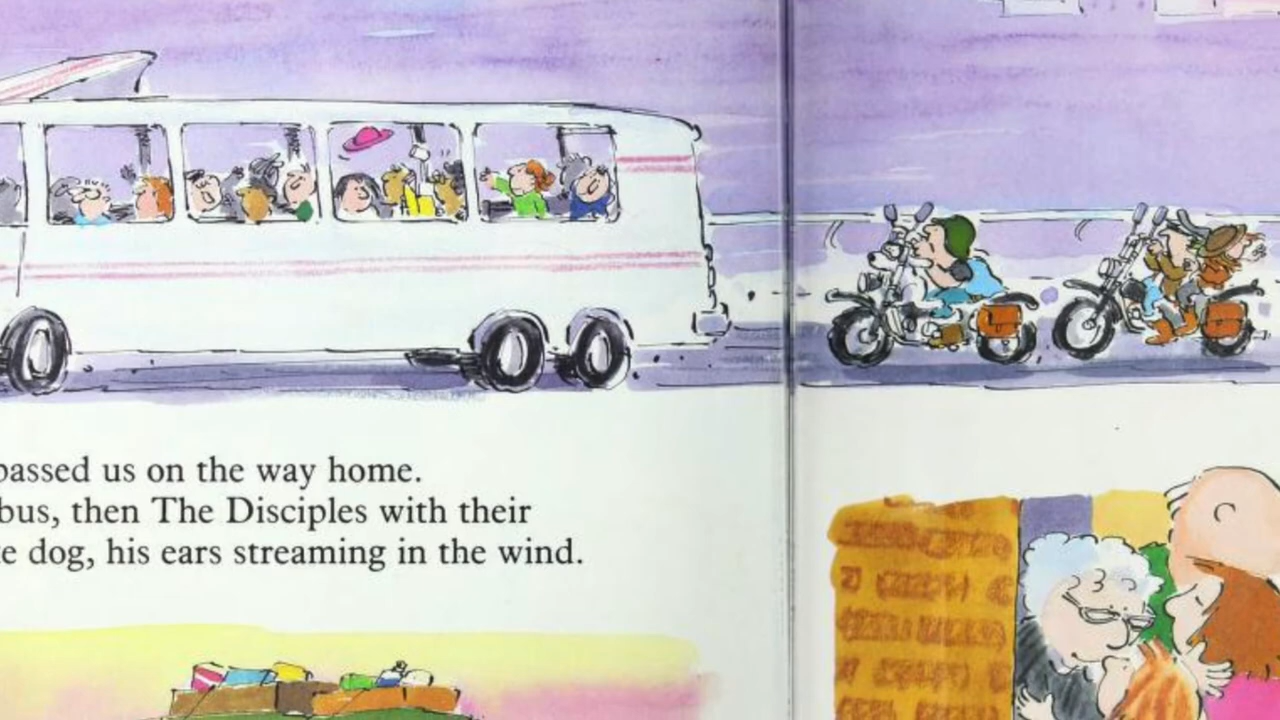 passed us on the way home.
bus, then The Disciples with their
dog, his ears streaming in the wind.